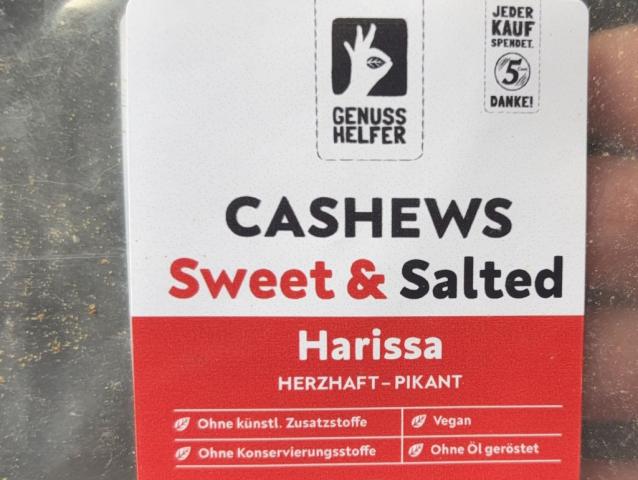 GENUSS
HELFER
JEDER
KAUF
SPENDET.
5
DANKE!
CASHEWS
Sweet & Salted
Harissa
HERZHAFT – PIKANT
Ohne künstl. Zusatzstoffe
Vegan
Ohne Konservierungsstoffe
Ohne Öl geröstet